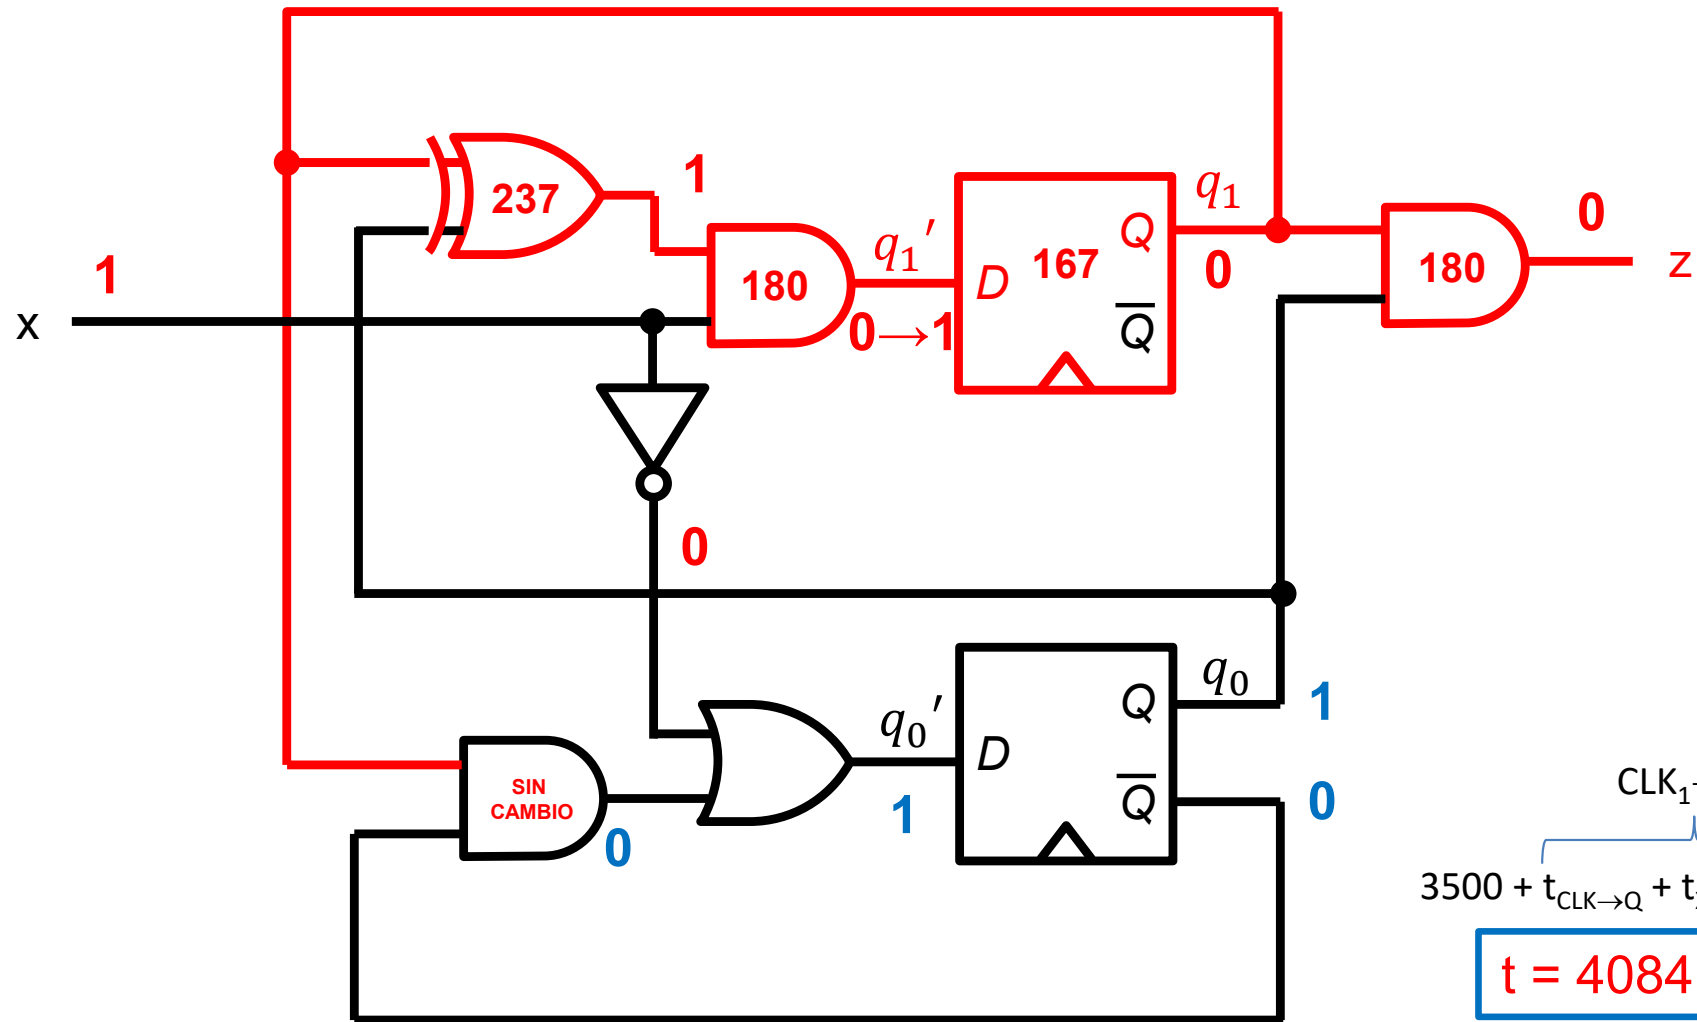 237
1
q₁′
180
0→1
D
167
Q
Q̅
q₁
0
180
0
z
1
x
0
SIN
CAMBIO
0
q₀′
1
D
Q
Q̅
q₀
1
0
CLK₁
3500 + t_CLK→Q + t
t = 4084